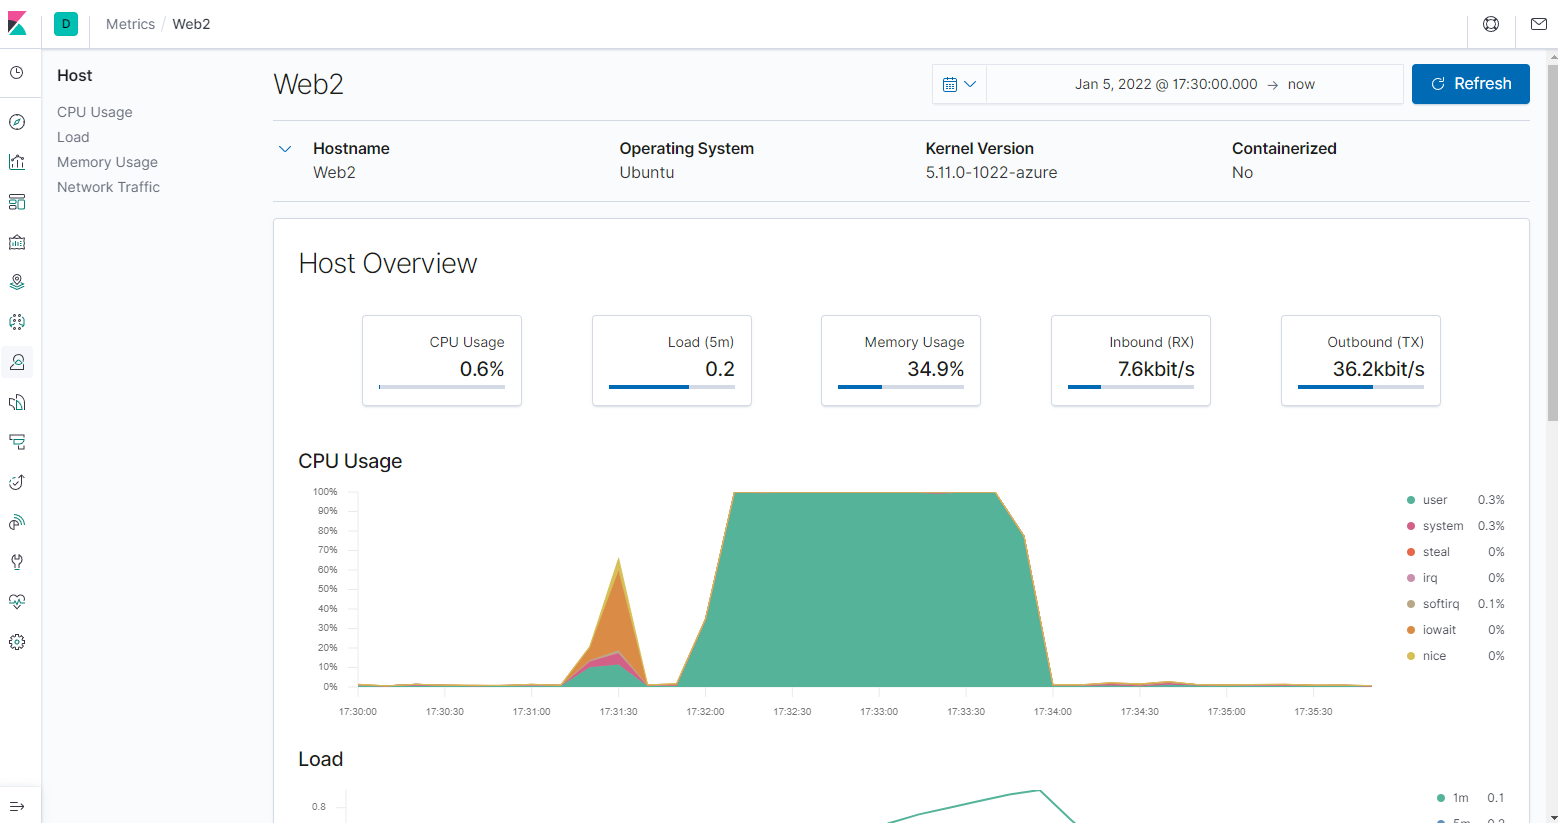 D
Metrics / Web2
Host
CPU Usage
Load
Memory Usage
Network Traffic
Web2
Jan 5, 2022 @ 17:30:00.000 → now
Refresh
Hostname
Web2
Operating System
Ubuntu
Kernel Version
5.11.0-1022-azure
Containerized
No
Host Overview
CPU Usage
0.6%
Load (5m)
0.2
Memory Usage
34.9%
Inbound (RX)
7.6kbit/s
Outbound (TX)
36.2kbit/s
CPU Usage
100%
90%
80%
70%
60%
50%
40%
30%
20%
10%
0%
17:30:00 17:30:30 17:31:00 17:31:30 17:32:00 17:32:30 17:33:00 17:33:30 17:34:00 17:34:30 17:35:00 17:35:30
user 0.3%
system 0.3%
steal 0%
irq 0%
softirq 0.1%
iowait 0%
nice 0%
Load
0.8
1m 0.1